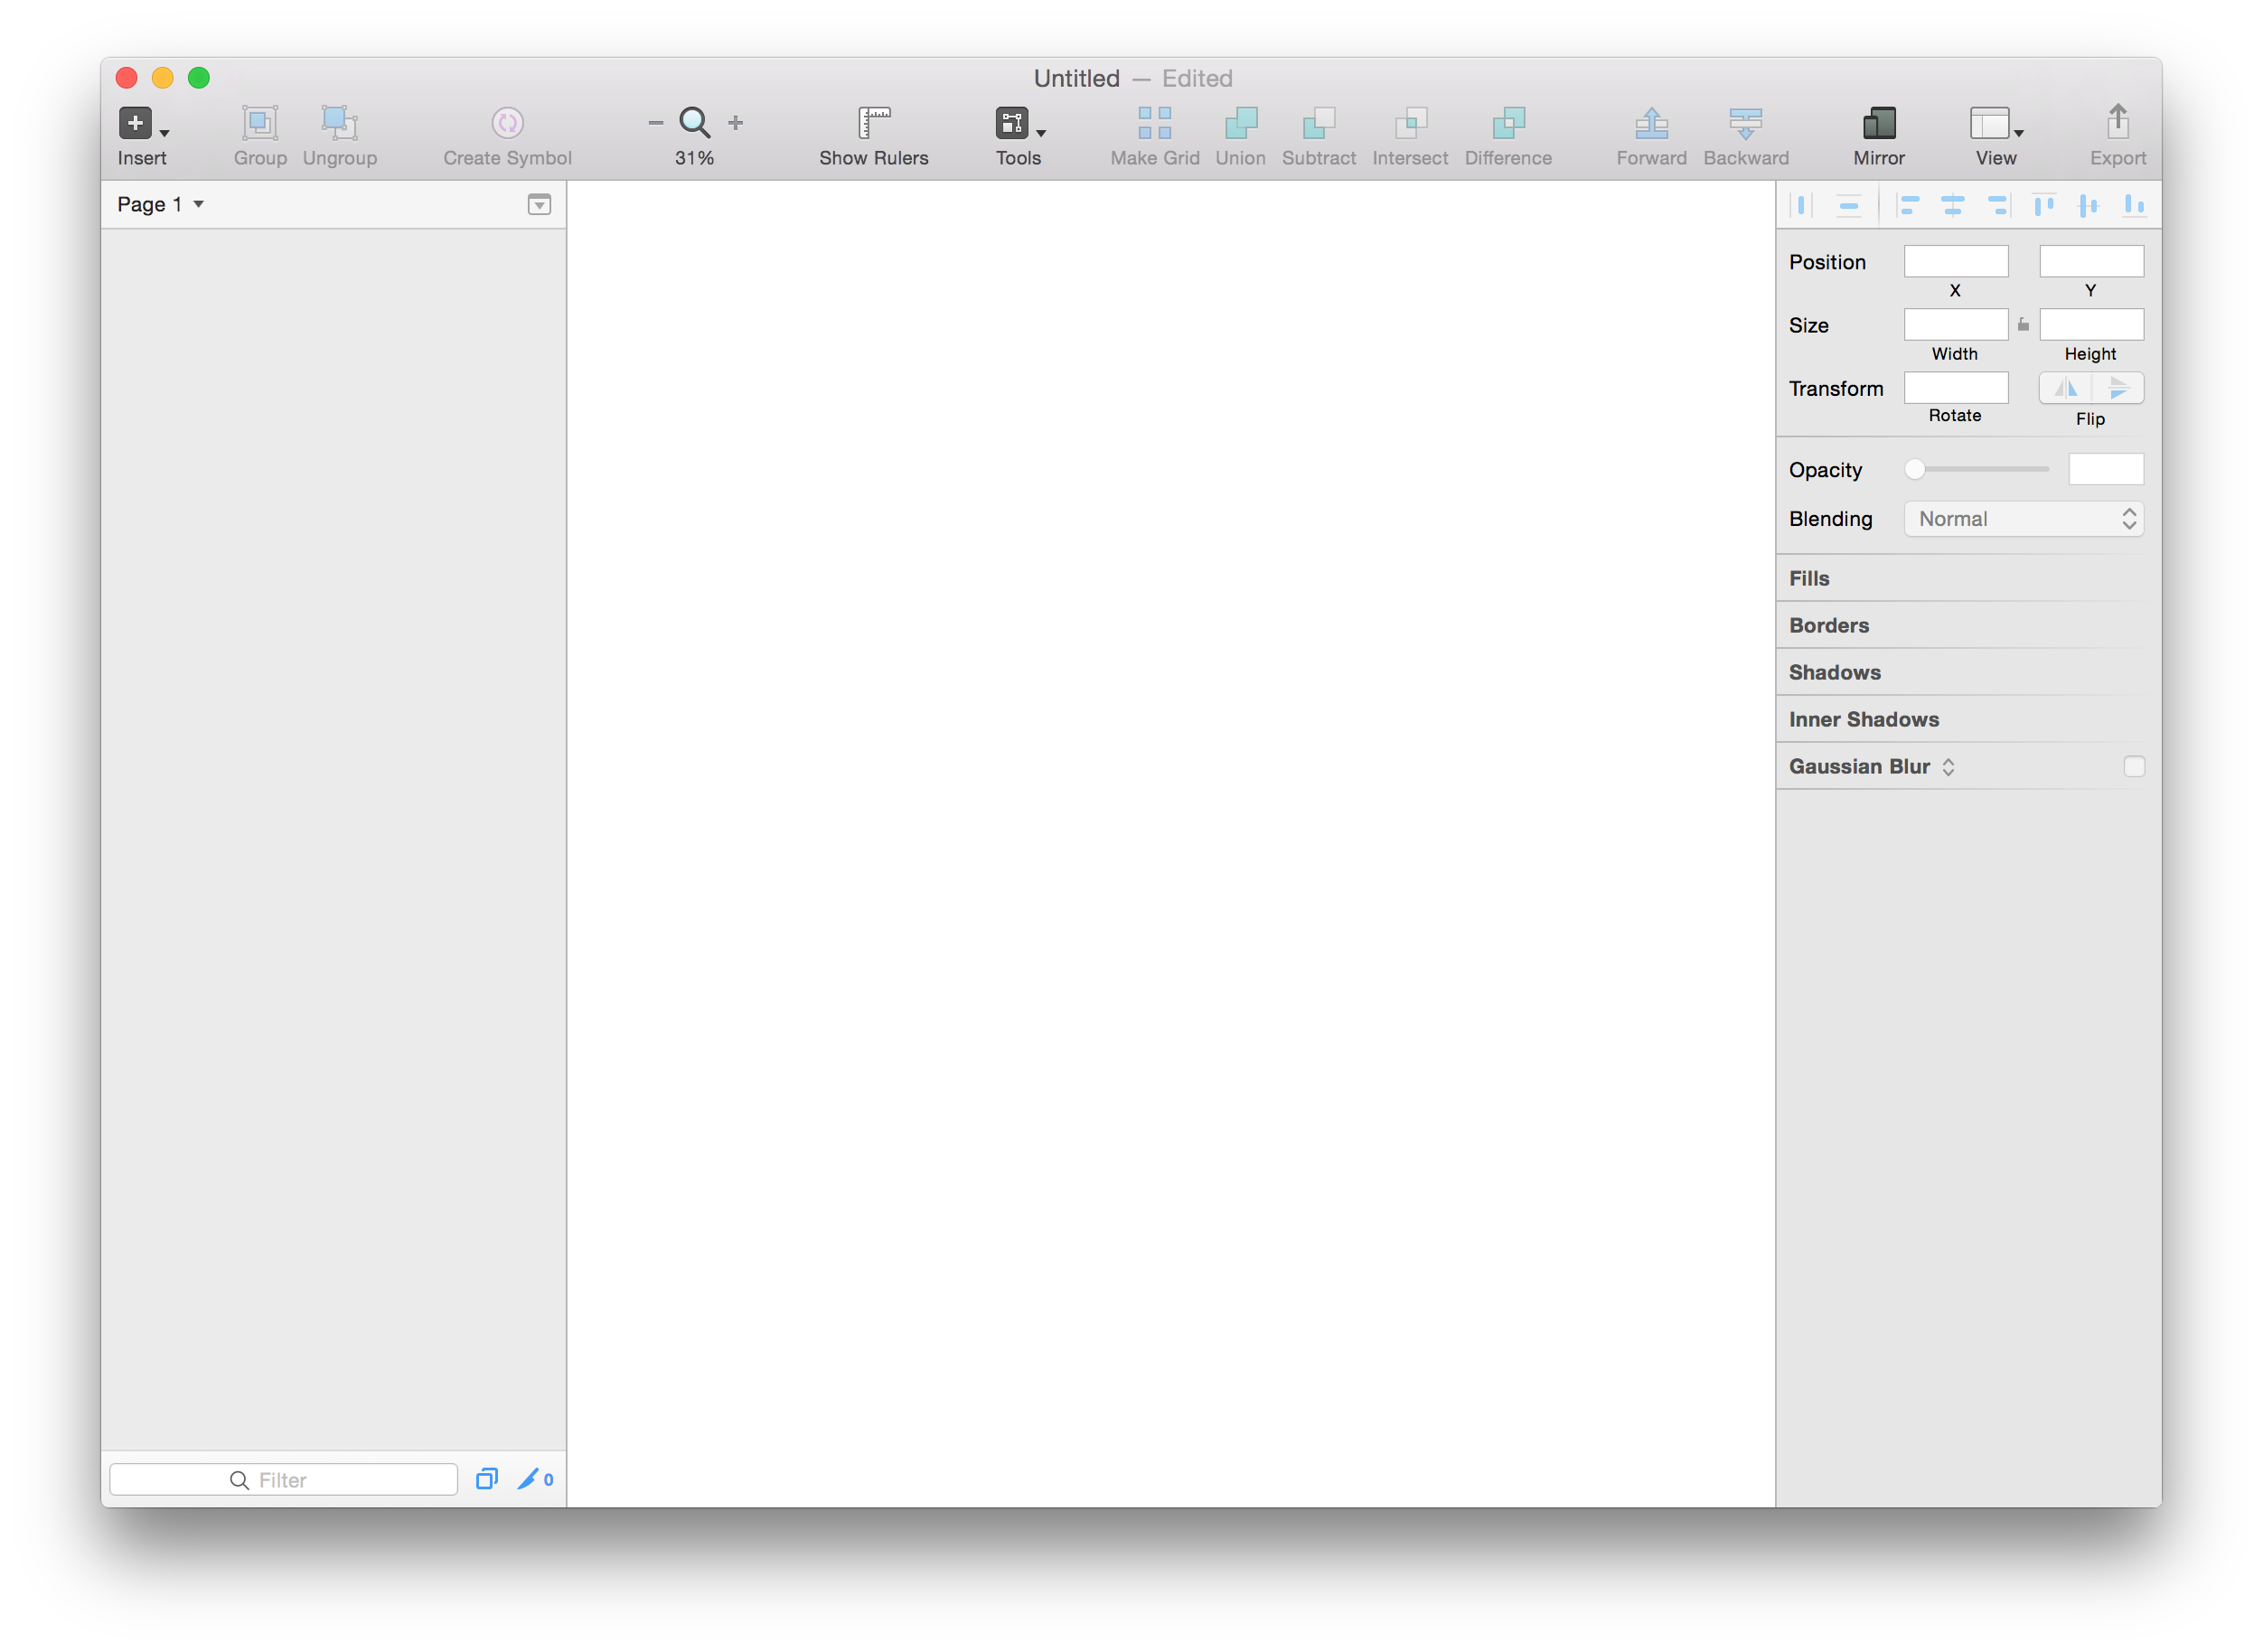 Untitled — Edited
Insert Group Ungroup Create Symbol 31% Show Rulers Tools Make Grid Union Subtract Intersect Difference Forward Backward Mirror View Export
Page 1
Position
X Y
Size
Width Height
Transform
Rotate Flip
Opacity
Blending Normal
Fills
Borders
Shadows
Inner Shadows
Gaussian Blur
Filter 0